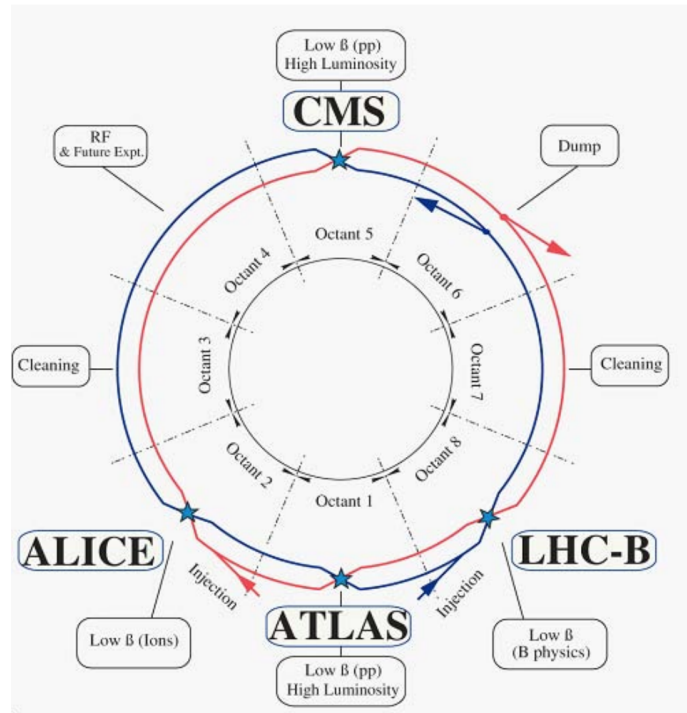 Low ß (pp)
High Luminosity
CMS
RF
& Future Expt.
Dump
Octant 5
Octant 4
Octant 6
Cleaning
Octant 3
Octant 7
Cleaning
Octant 2
Octant 8
Octant 1
ALICE
LHC-B
Injection
Injection
ATLAS
Low ß (Ions)
Low ß
(B physics)
Low ß (pp)
High Luminosity